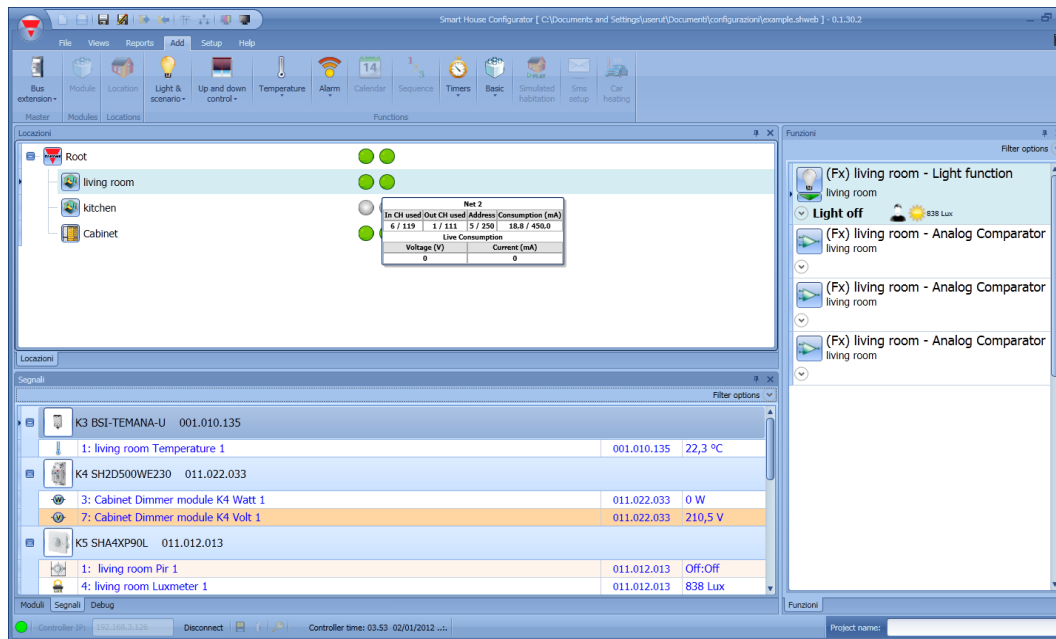 Smart House Configurator [ C:\Documents and Settings\userut\Documenti\configurazioni\example.shweb ] - 0.1.30.2
File Views Reports Add Setup Help
Bus extension Module Location Light & scenario Up and down control Temperature Alarm 14 Calendar Sequence Timers Basic Simulated habitation Sms setup Car heating
Master Modules Locations Functions
Locazioni
Root
living room
kitchen
Cabinet
Net 2
In CH used Out CH used Address Consumption (mA)
6 / 119 1 / 111 5 / 250 18.8 / 450,0
Live Consumption
Voltage (V) Current (mA)
0 0
Locazioni
Segnali
Filter options
K3 BSI-TEMANA-U 001.010.135
1: living room Temperature 1 001.010.135 22,3 ºC
K4 SH2D500WE230 011.022.033
3: Cabinet Dimmer module K4 Watt 1 011.022.033 0 W
7: Cabinet Dimmer module K4 Volt 1 011.022.033 210,5 V
K5 SHA4XP90L 011.012.013
1: living room Pir 1 011.012.013 Off:Off
4: living room Luxmeter 1 011.012.013 838 Lux
Moduli Segnali Debug
Funzioni
Filter options
(Fx) living room - Light function
living room
Light off 838 Lux
(Fx) living room - Analog Comparator
living room
(Fx) living room - Analog Comparator
living room
(Fx) living room - Analog Comparator
living room
Funzioni
Controller IP: 192.168.3.126 Disconnect Controller time: 03.53 02/01/2012 ..:. Project name: